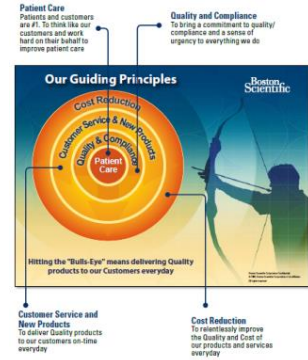 Patient Care
Patients and customers
are #1. To think like our
customers and work
hard on their behalf to
improve patient care
Quality and Compliance
To bring a commitment to quality/
compliance and a sense of
urgency to everything we do
Our Guiding Principles
Boston
Scientific
Cost Reduction
Customer Service & New Products
Quality & Compliance
Patient
Care
Hitting the "Bulls-Eye" means delivering Quality
products to our Customers everyday
Customer Service and
New Products
To deliver Quality products
to our customers on-time
everyday
Cost Reduction
To relentlessly improve
the Quality and Cost of
our products and services
everyday